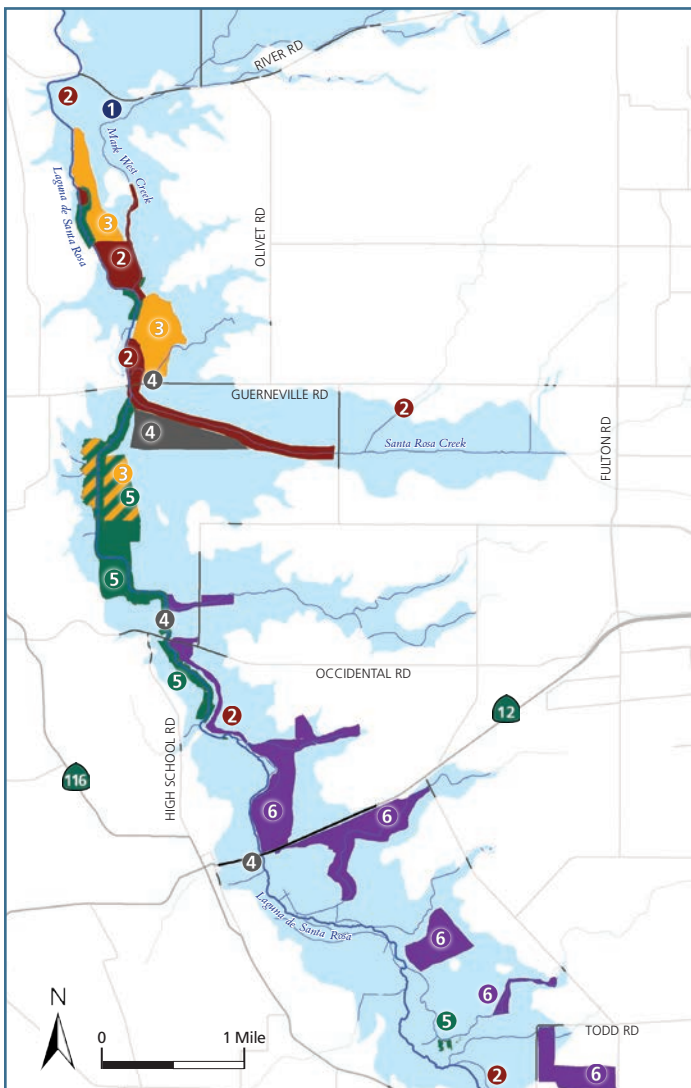 RIVER RD
2
1
Mark West Creek
Laguna de Santa Rosa
OLIVET RD
3
2
3
2
4
GUERNEVILLE RD
2
4
Santa Rosa Creek
FULTON RD
3
5
5
4
OCCIDENTAL RD
5
2
12
HIGH SCHOOL RD
116
6
6
4
Laguna de Santa Rosa
6
6
5
TODD RD
N
0
1 Mile
2
6